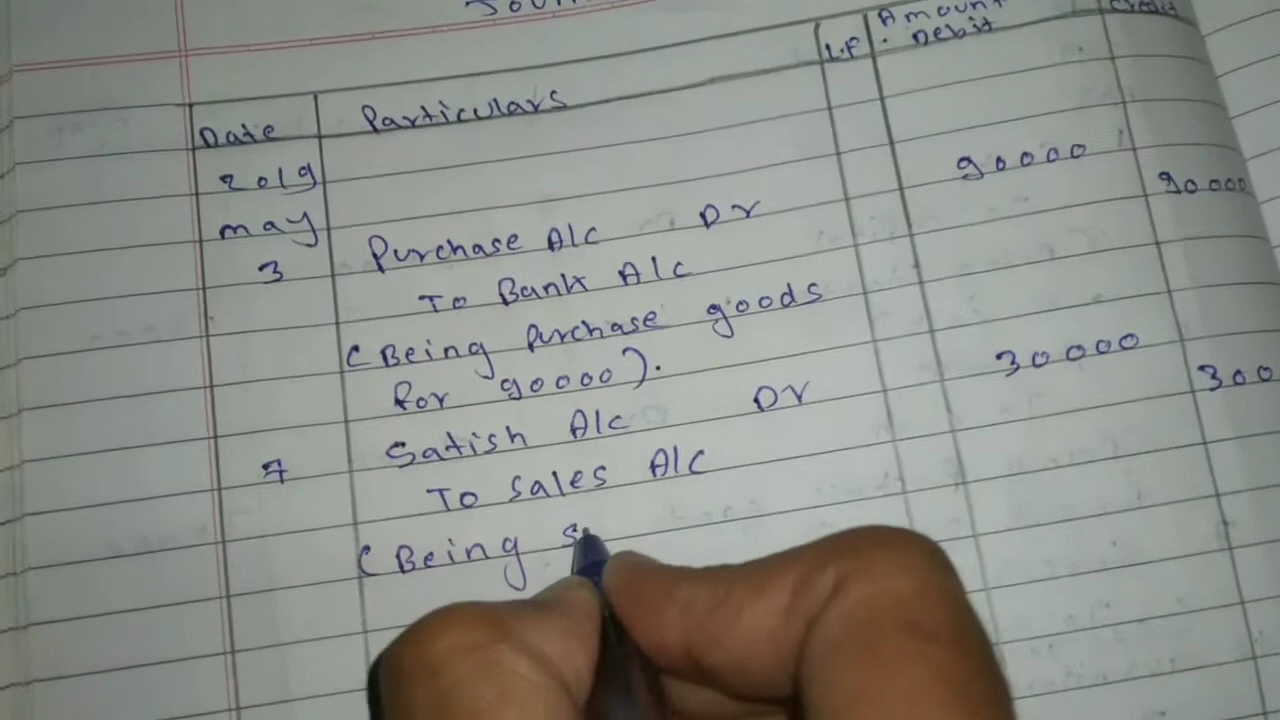 Amount
Date Particulars L.F Debit Credit
2019
may
3 Purchase A/c Dr 90000
To Bank A/c 90000
(Being Purchase goods
for 90000).
7 Satish A/c Dr 30000
To Sales A/c 300
(Being S